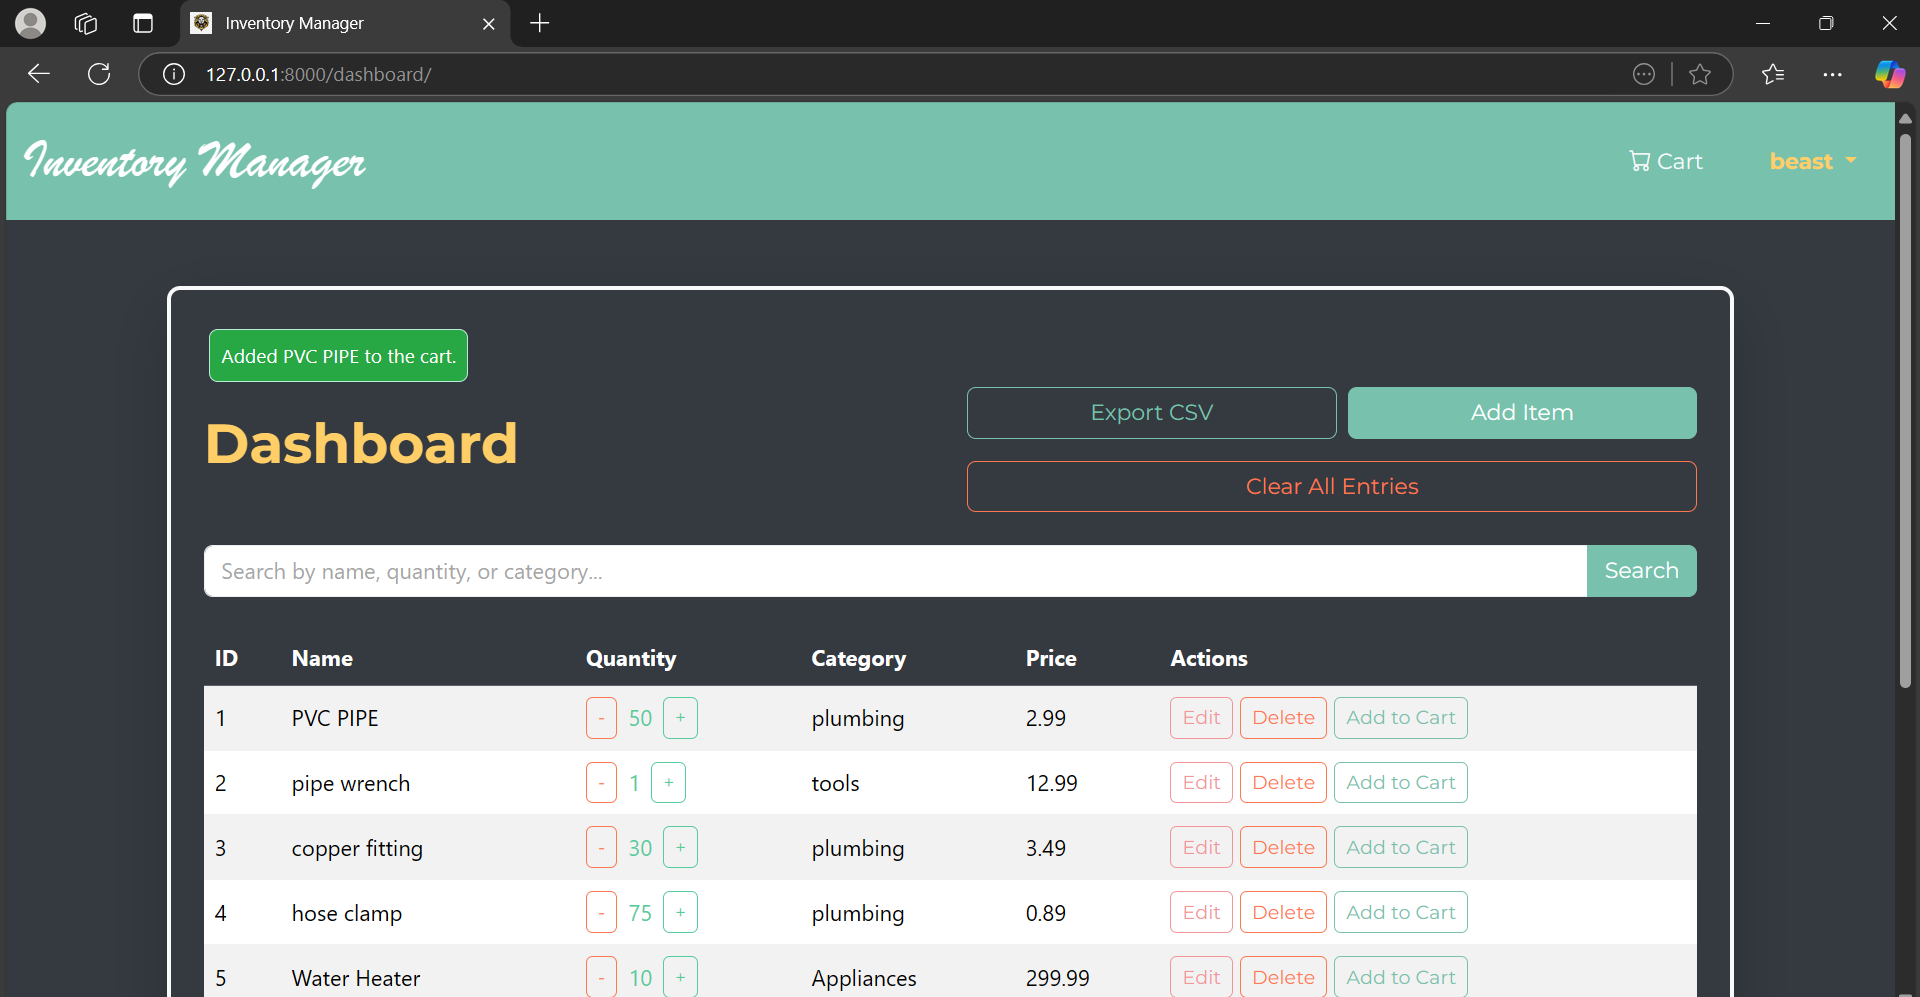 Inventory Manager
127.0.0.1:8000/dashboard/
Inventory Manager
Cart
beast
Added PVC PIPE to the cart.
Dashboard
Export CSV
Add Item
Clear All Entries
Search by name, quantity, or category...
Search
ID Name Quantity Category Price Actions
1 PVC PIPE - 50 + plumbing 2.99 Edit Delete Add to Cart
2 pipe wrench - 1 + tools 12.99 Edit Delete Add to Cart
3 copper fitting - 30 + plumbing 3.49 Edit Delete Add to Cart
4 hose clamp - 75 + plumbing 0.89 Edit Delete Add to Cart
5 Water Heater - 10 + Appliances 299.99 Edit Delete Add to Cart